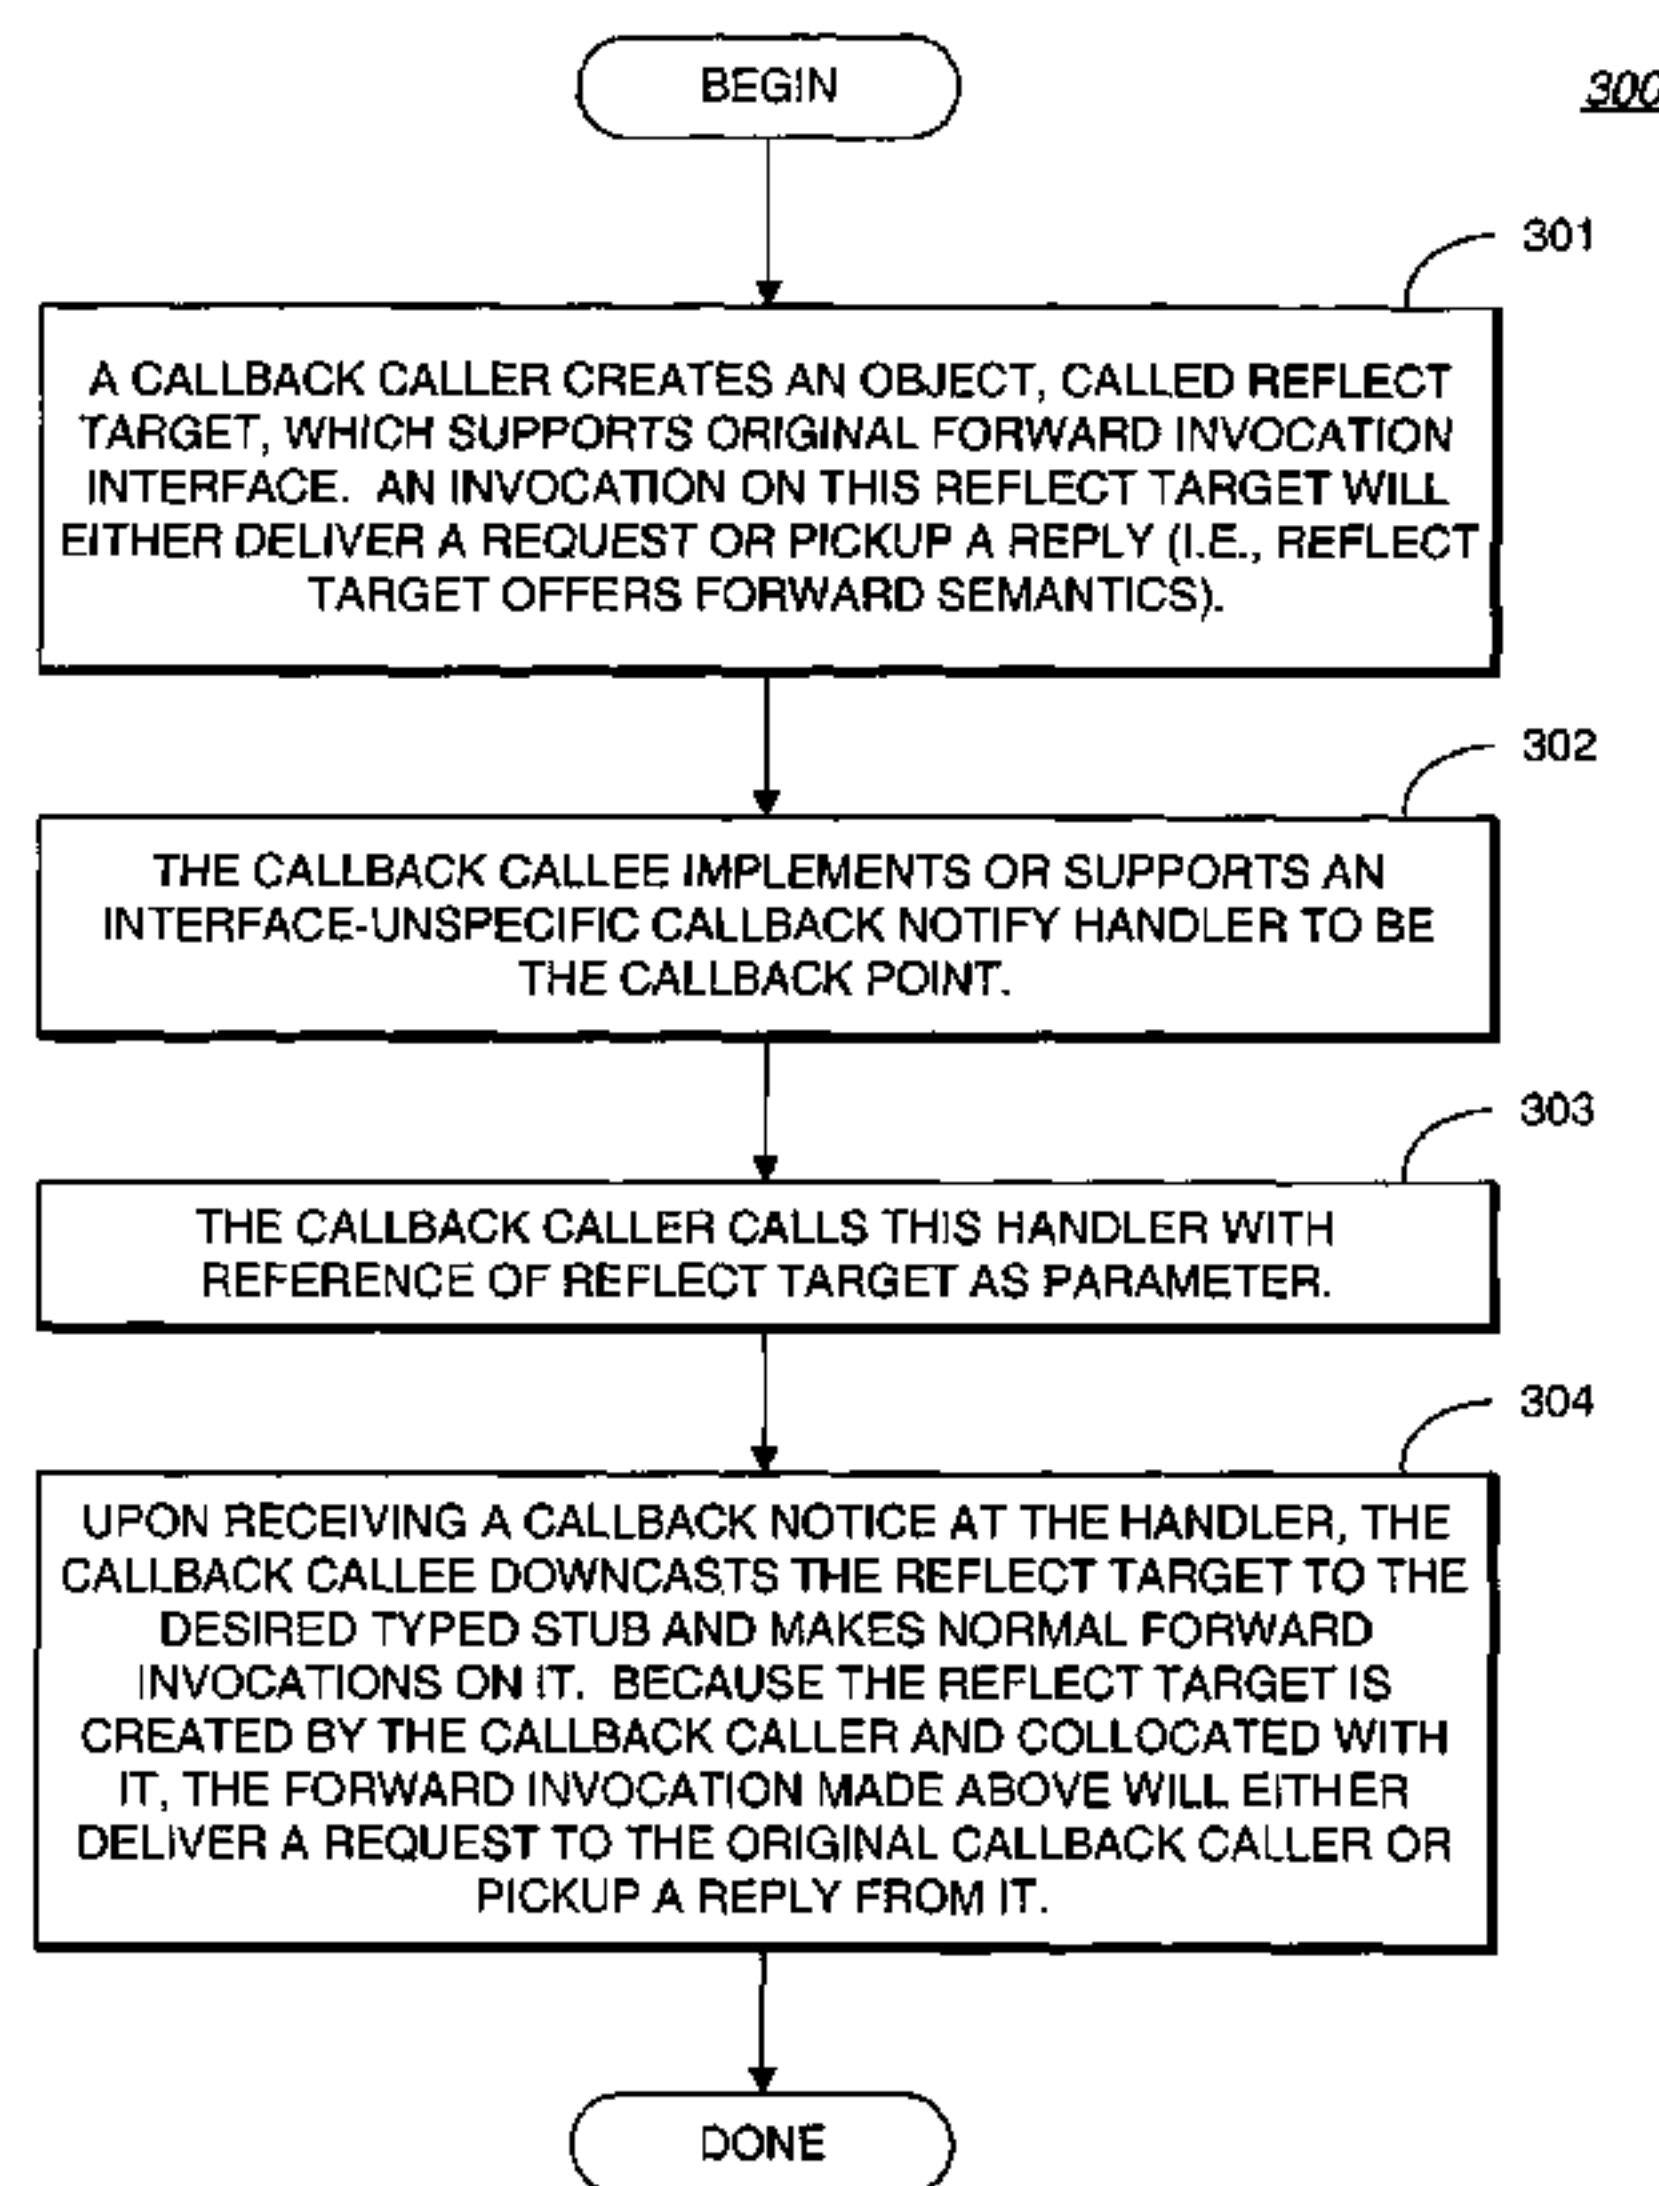 BEGIN
300
301
A CALLBACK CALLER CREATES AN OBJECT, CALLED REFLECT
TARGET, WHICH SUPPORTS ORIGINAL FORWARD INVOCATION
INTERFACE. AN INVOCATION ON THIS REFLECT TARGET WILL
EITHER DELIVER A REQUEST OR PICKUP A REPLY (I.E., REFLECT
TARGET OFFERS FORWARD SEMANTICS).
302
THE CALLBACK CALLEE IMPLEMENTS OR SUPPORTS AN
INTERFACE-UNSPECIFIC CALLBACK NOTIFY HANDLER TO BE
THE CALLBACK POINT.
303
THE CALLBACK CALLER CALLS THIS HANDLER WITH
REFERENCE OF REFLECT TARGET AS PARAMETER.
304
UPON RECEIVING A CALLBACK NOTICE AT THE HANDLER, THE
CALLBACK CALLEE DOWNCASTS THE REFLECT TARGET TO THE
DESIRED TYPED STUB AND MAKES NORMAL FORWARD
INVOCATIONS ON IT. BECAUSE THE REFLECT TARGET IS
CREATED BY THE CALLBACK CALLER AND COLLOCATED WITH
IT, THE FORWARD INVOCATION MADE ABOVE WILL EITHER
DELIVER A REQUEST TO THE ORIGINAL CALLBACK CALLER OR
PICKUP A REPLY FROM IT.
DONE